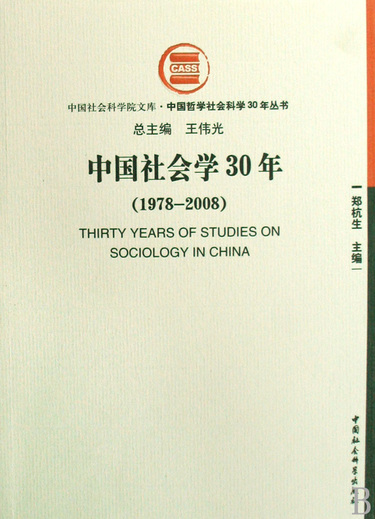 CASS
中国社会科学院文库·中国哲学社会科学30年丛书
总主编 王伟光
中国社会学30年
(1978–2008)
THIRTY YEARS OF STUDIES ON
SOCIOLOGY IN CHINA
郑杭生 主编
中国社会科学出版社
B